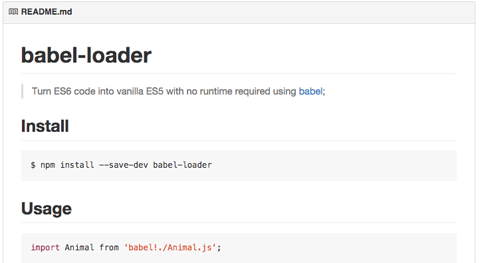 README.md
babel-loader
Turn ES6 code into vanilla ES5 with no runtime required using babel;
Install
$ npm install --save-dev babel-loader
Usage
import Animal from 'babel!./Animal.js';